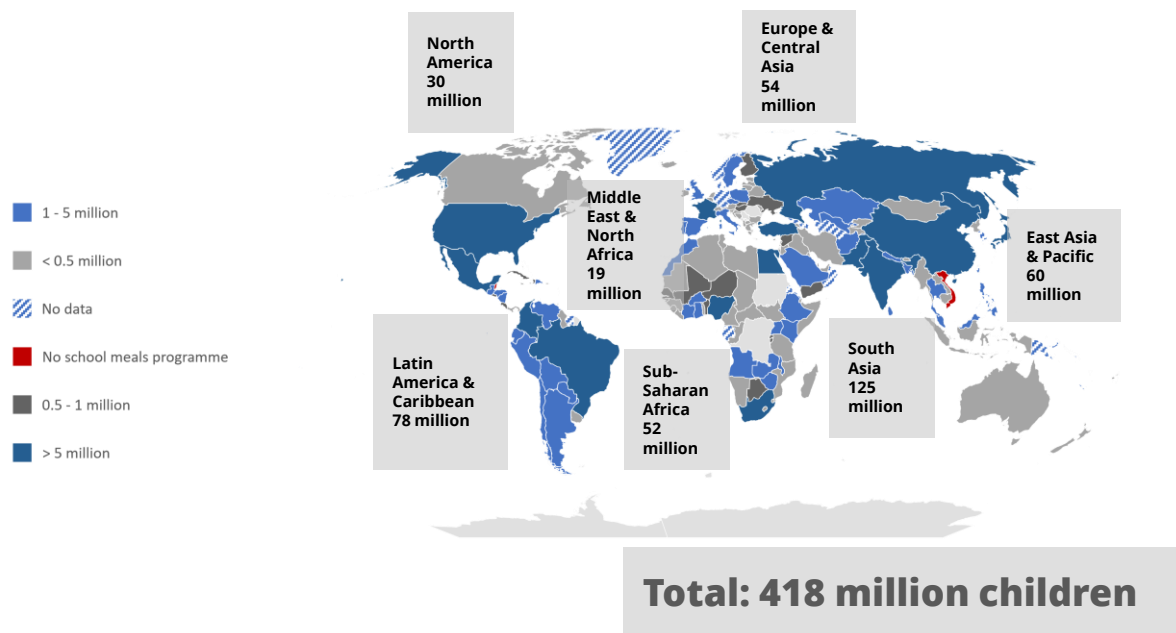 North
America
30
million
Europe &
Central
Asia
54
million
1 - 5 million
< 0.5 million
No data
No school meals programme
0.5 - 1 million
> 5 million
Middle
East &
North
Africa
19
million
East Asia
& Pacific
60
million
Latin
America &
Caribbean
78 million
Sub-
Saharan
Africa
52
million
South
Asia
125
million
Total: 418 million children